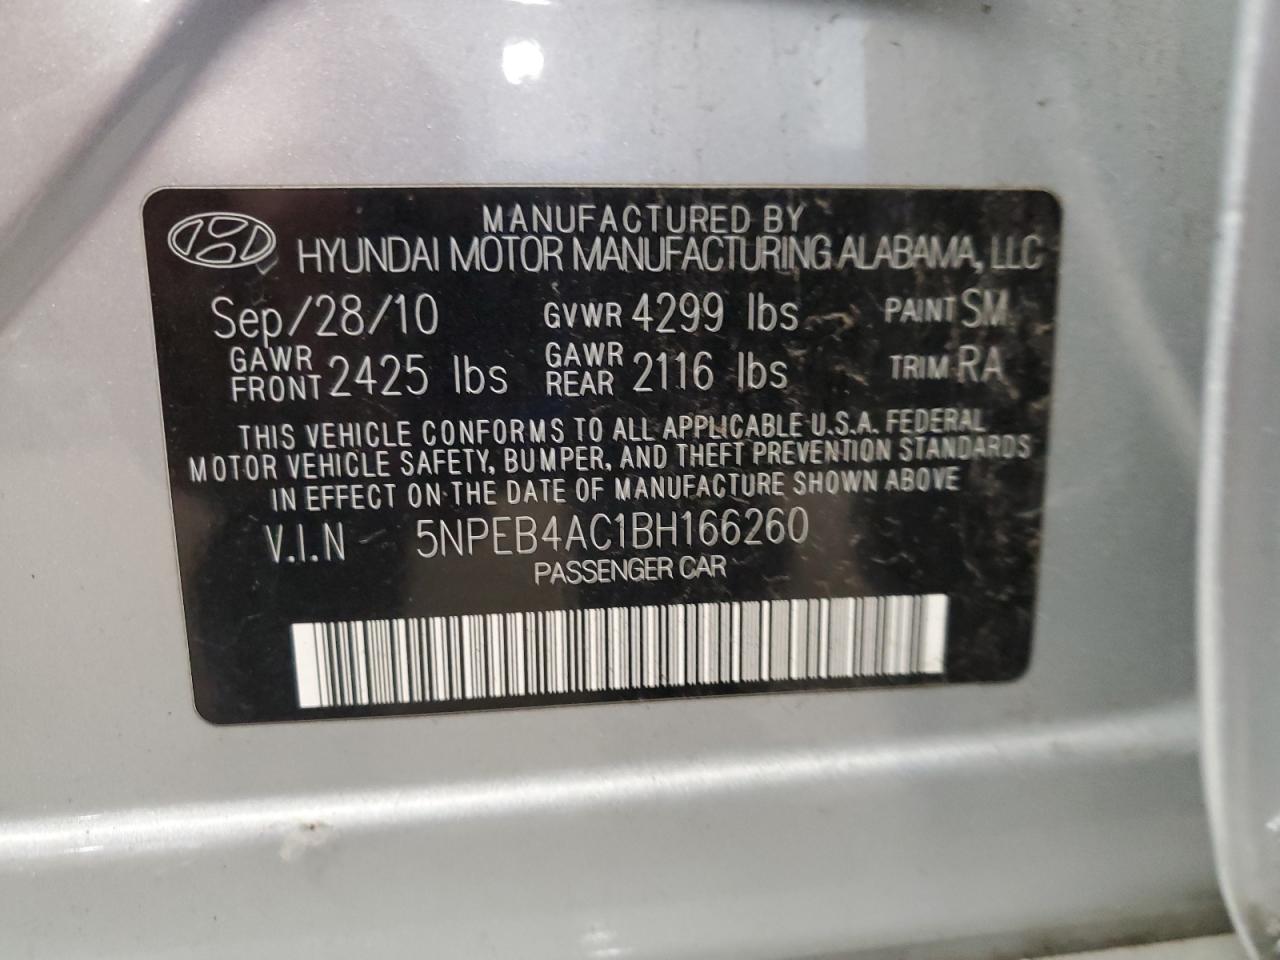 MANUFACTURED BY
HYUNDAI MOTOR MANUFACTURING ALABAMA, LLC
Sep/28/10 GVWR 4299 lbs PAINT SM
GAWR FRONT 2425 lbs GAWR REAR 2116 lbs TRIM RA
THIS VEHICLE CONFORMS TO ALL APPLICABLE U.S.A. FEDERAL
MOTOR VEHICLE SAFETY, BUMPER, AND THEFT PREVENTION STANDARDS
IN EFFECT ON THE DATE OF MANUFACTURE SHOWN ABOVE
V.I.N 5NPEB4AC1BH166260
PASSENGER CAR